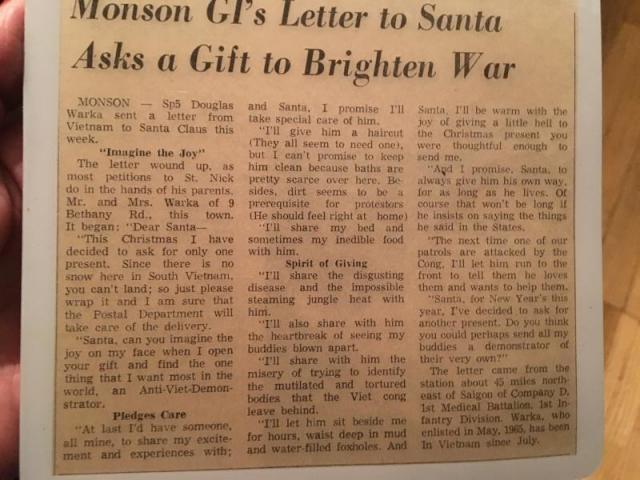 Monson GI's Letter to Santa
Asks a Gift to Brighten War
MONSON — Sp5 Douglas
Warka sent a letter from
Vietnam to Santa Claus this
week.
"Imagine the Joy"
The letter wound up, as
most petitions to St. Nick
do in the hands of his parents,
Mr. and Mrs. Warka of 9
Bethany Rd., this town.
It began: "Dear Santa—
"This Christmas I have
decided to ask for only one
present. Since there is no
snow here in South Vietnam,
you can't land; so just please
wrap it and I am sure that
the Postal Department will
take care of the delivery.
"Santa, can you imagine the
joy on my face when I open
your gift and find the one
thing that I want most in the
world, an Anti-Viet-Demon-
strator.
Pledges Care
"At last I'd have someone,
all mine, to share my excite-
ment and experiences with;
and Santa, I promise I'll
take special care of him.
"I'll give him a haircut
(They all seem to need one),
but I can't promise to keep
him clean because baths are
pretty scarce over here. Be-
sides, dirt seems to be a
prerequisite for protestors
(He should feel right at home)
"I'll share my bed and
sometimes my inedible food
with him.
Spirit of Giving
"I'll share the disgusting
disease and the impossible
steaming jungle heat with
him.
"I'll also share with him
the heartbreak of seeing my
buddies blown apart.
"I'll share with him the
misery of trying to identify
the mutilated and tortured
bodies that the Viet cong
leave behind.
"I'll let him sit beside me
for hours, waist deep in mud
and water-filled foxholes. And
Santa, I'll be warm with the
joy of giving a little hell to
the Christmas present you
were thoughtful enough to
send me.
"And I promise, Santa, to
always give him his own way,
for as long as he lives. Of
course that won't be long if
he insists on saying the things
he said in the States.
"The next time one of our
patrols are attacked by the
Cong, I'll let him run to the
front to tell them he loves
them and wants to help them.
"Santa, for New Year's this
year, I've decided to ask for
another present. Do you think
you could perhaps send all my
buddies a demonstrator of
their very own?"
The letter came from the
station about 45 miles north-
east of Saigon of Company D,
1st Medical Battalion, 1st In-
fantry Division. Warka, who
enlisted in May, 1965, has been
in Vietnam since July.